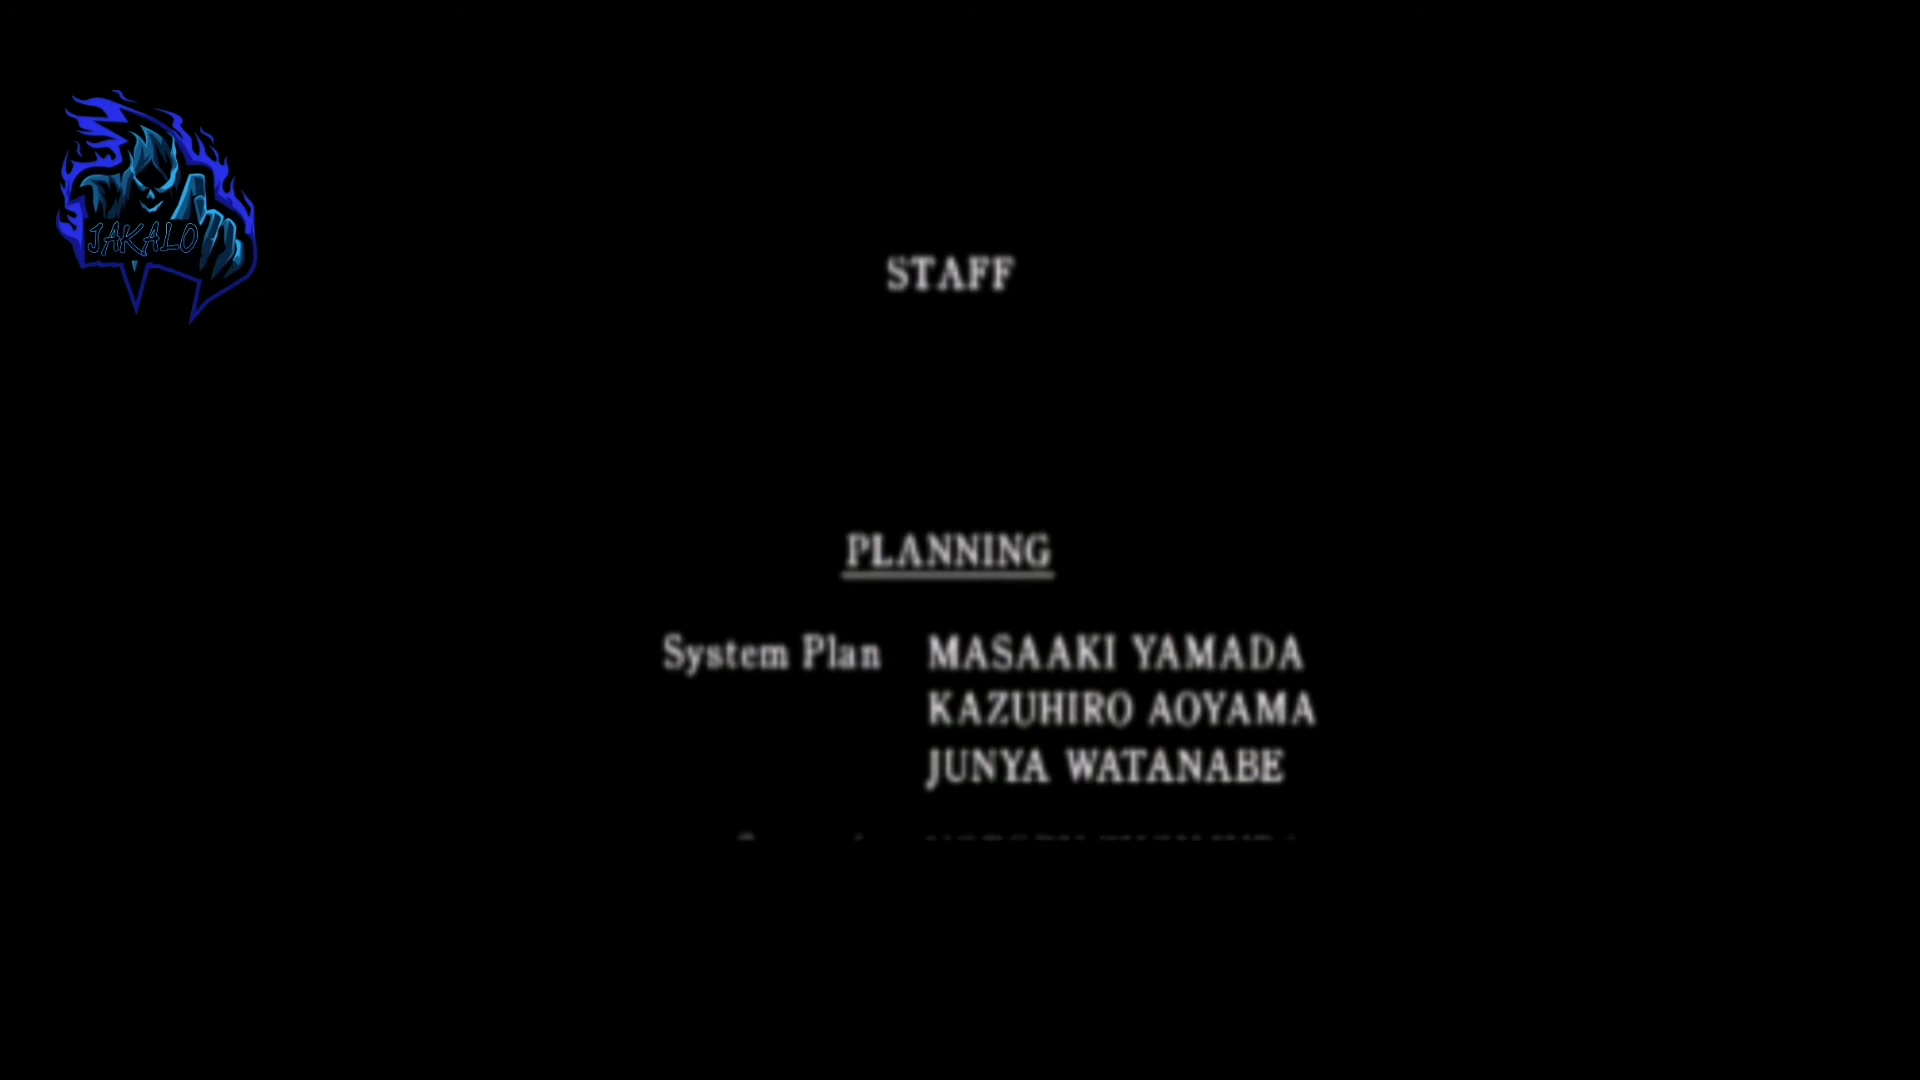 JAKALO
STAFF
PLANNING
System Plan MASAAKI YAMADA
KAZUHIRO AOYAMA
JUNYA WATANABE